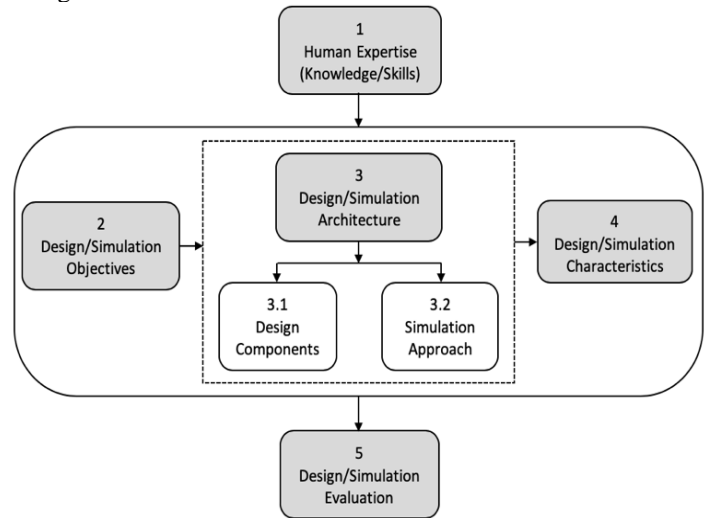 1
Human Expertise
(Knowledge/Skills)
3
Design/Simulation
Architecture
2
Design/Simulation
Objectives
4
Design/Simulation
Characteristics
3.1
Design
Components
3.2
Simulation
Approach
5
Design/Simulation
Evaluation